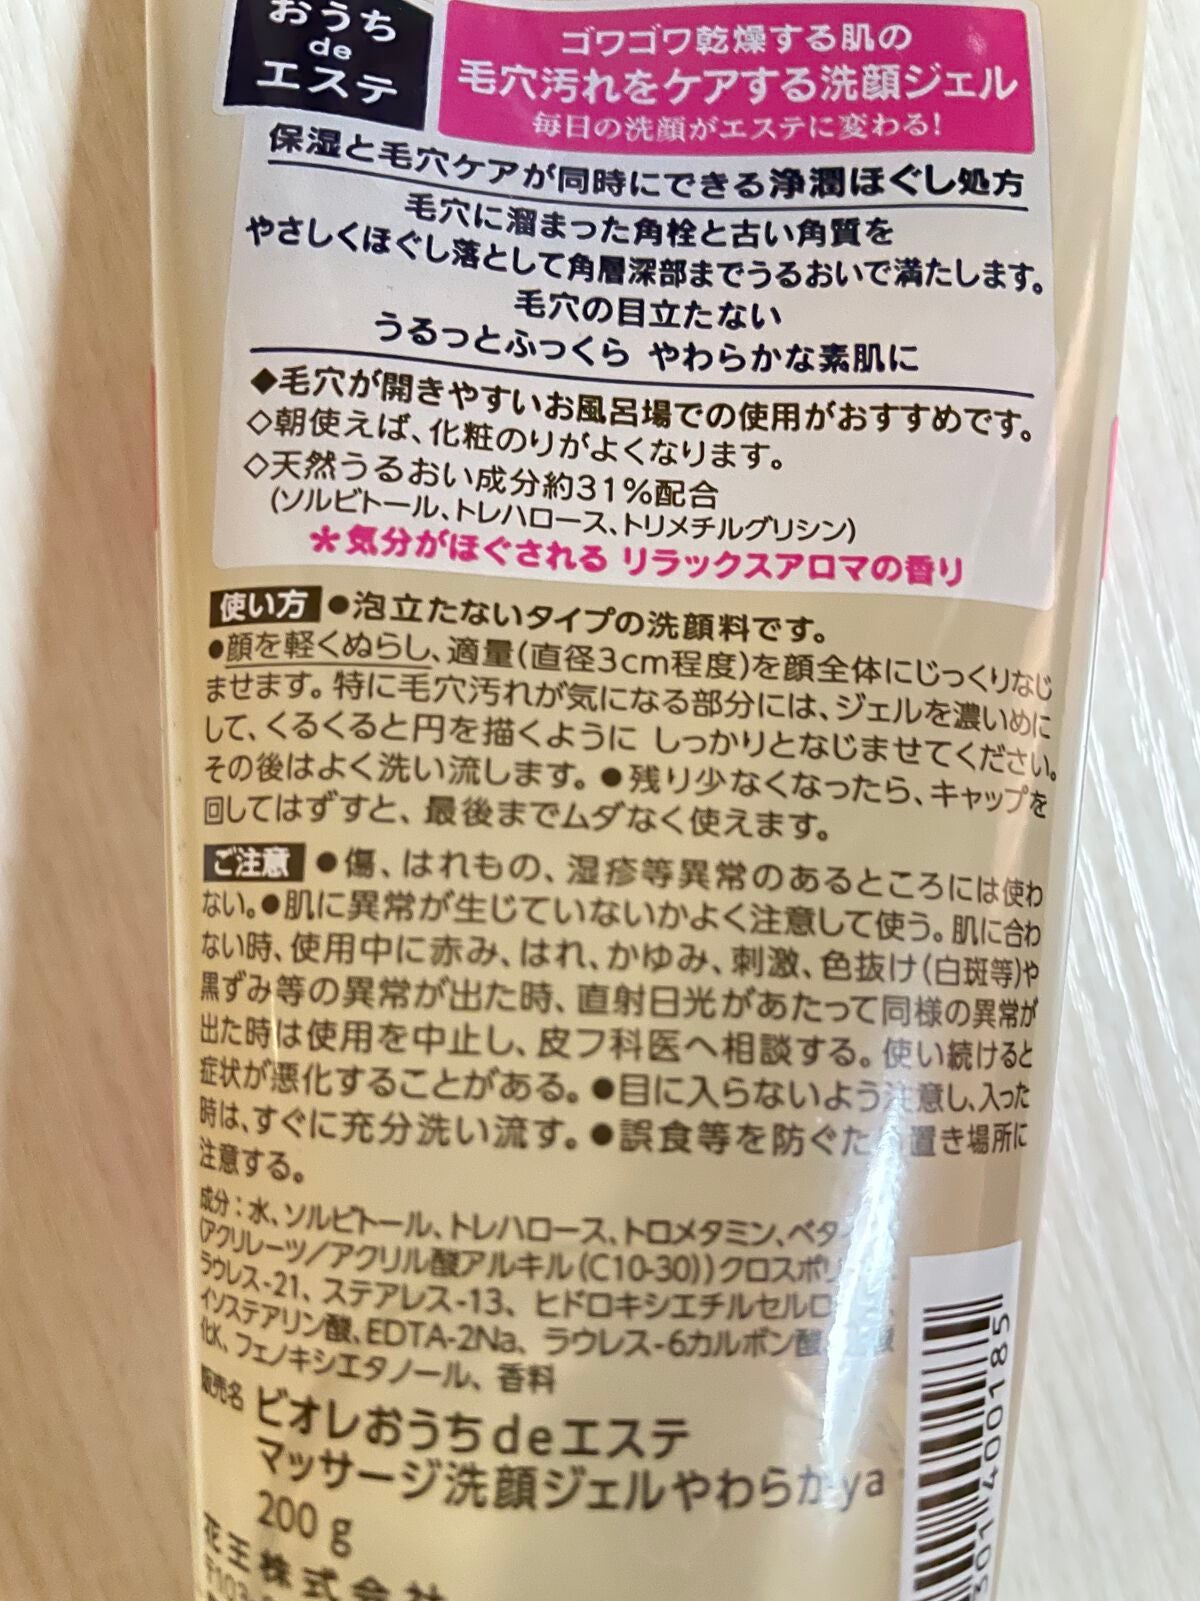 おうち
de
エステ
ゴワゴワ乾燥する肌の
毛穴汚れをケアする洗顔ジェル
毎日の洗顔がエステに変わる!
保湿と毛穴ケアが同時にできる浄潤ほぐし処方
毛穴に溜まった角栓と古い角質を
やさしくほぐし落として角層深部までうるおいで満たします。
毛穴の目立たない
うるっとふっくら やわらかな素肌に
◆毛穴が開きやすいお風呂場での使用がおすすめです。
◇朝使えば、化粧のりがよくなります。
◇天然うるおい成分約31%配合
(ソルビトール、トレハロース、トリメチルグリシン)
*気分がほぐされる リラックスアロマの香り
使い方 ●泡立たないタイプの洗顔料です。
●顔を軽くぬらし、適量(直径3cm程度)を顔全体にじっくりなじ
ませます。特に毛穴汚れが気になる部分には、ジェルを濃いめに
して、くるくると円を描くように しっかりとなじませてください。
その後はよく洗い流します。●残り少なくなったら、キャップを
回してはずすと、最後までムダなく使えます。
ご注意 ●傷、はれもの、湿疹等異常のあるところには使わ
ない。●肌に異常が生じていないかよく注意して使う。肌に合わ
ない時、使用中に赤み、はれ、かゆみ、刺激、色抜け(白斑等)や
黒ずみ等の異常が出た時、直射日光があたって同様の異常が
出た時は使用を中止し、皮フ科医へ相談する。使い続けると
症状が悪化することがある。●目に入らないよう注意し、入った
時は、すぐに充分洗い流す。●誤食等を防ぐた 置き場所に
注意する。
成分:水、ソルビトール、トレハロース、トロメタミン、ベタ
(アクリレーツ/アクリル酸アルキル(C10-30))クロスポリ
ラウレス-21、ステアレス-13、ヒドロキシエチルセルロ
イソステアリン酸、EDTA-2Na、ラウレス-6カルボン酸
化K、フェノキシエタノール、香料
販売名 ビオレおうちdeエステ
マッサージ洗顔ジェルやわらかya
200g
花王株式会社
〒103-
301400185